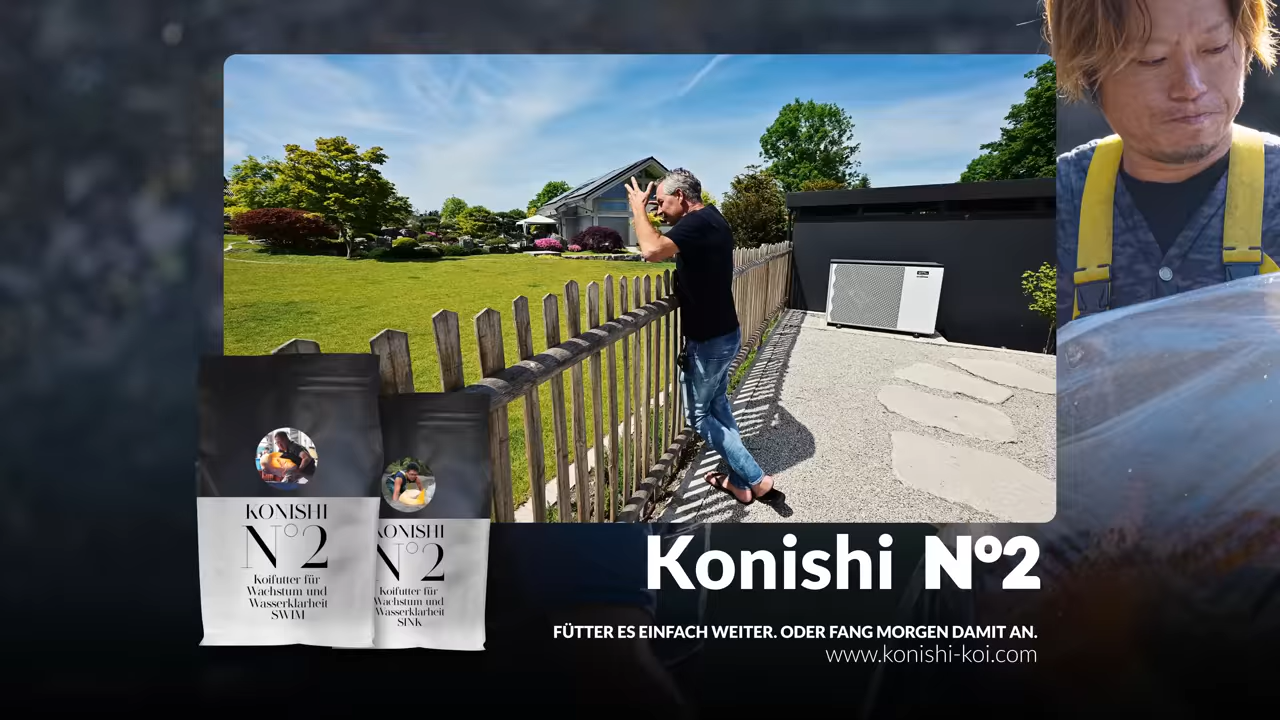 KONISHI
N°2
Koifutter für
Wachstum und
Wasserklarheit
SWIM
KONISHI
N°2
Koifutter für
Wachstum und
Wasserklarheit
SINK
Konishi N°2
FÜTTER ES EINFACH WEITER. ODER FANG MORGEN DAMIT AN.
www.konishi-koi.com